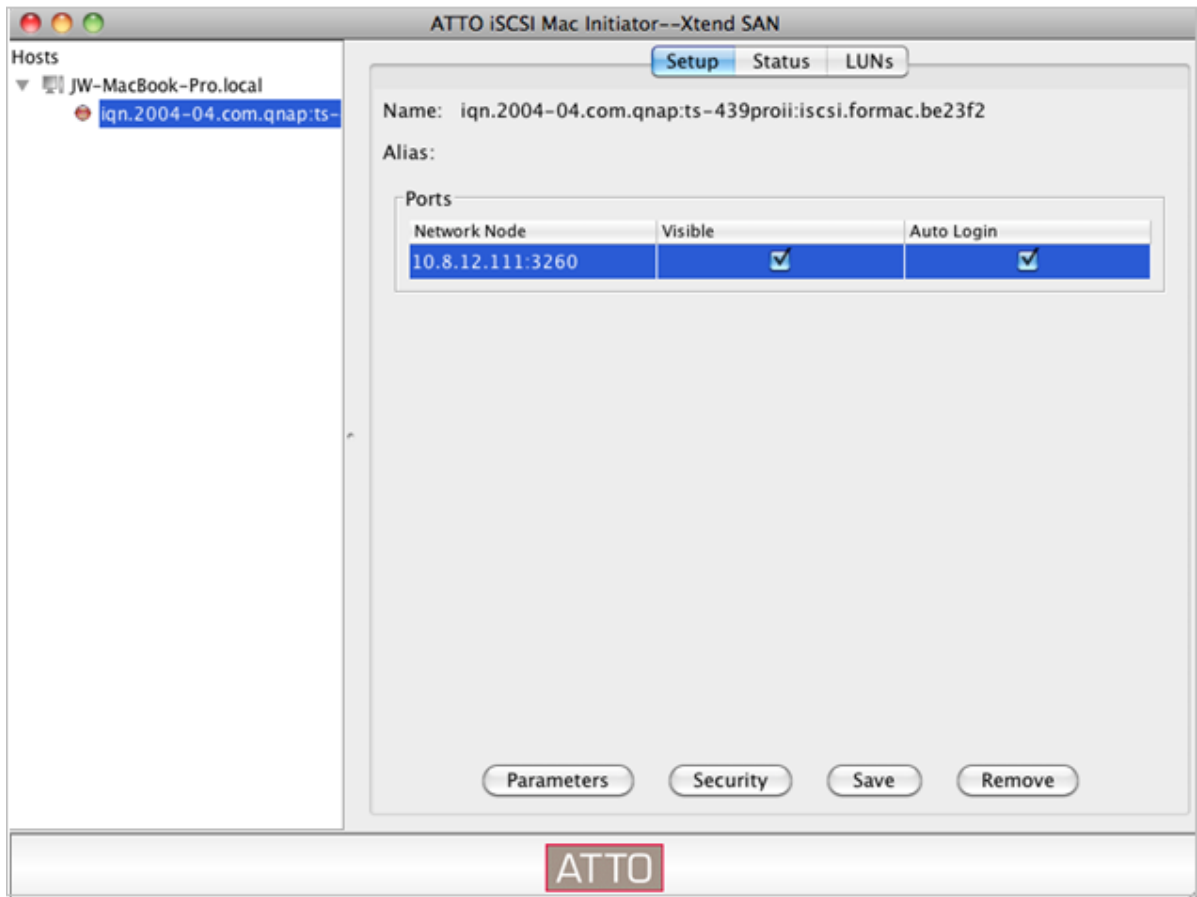 ATTO iSCSI Mac Initiator--Xtend SAN
Hosts
JW-MacBook-Pro.local
iqn.2004-04.com.qnap:ts-
Setup Status LUNs
Name: iqn.2004-04.com.qnap:ts-439proii:iscsi.formac.be23f2
Alias:
Ports
Network Node Visible Auto Login
10.8.12.111:3260
Parameters Security Save Remove
ATTO